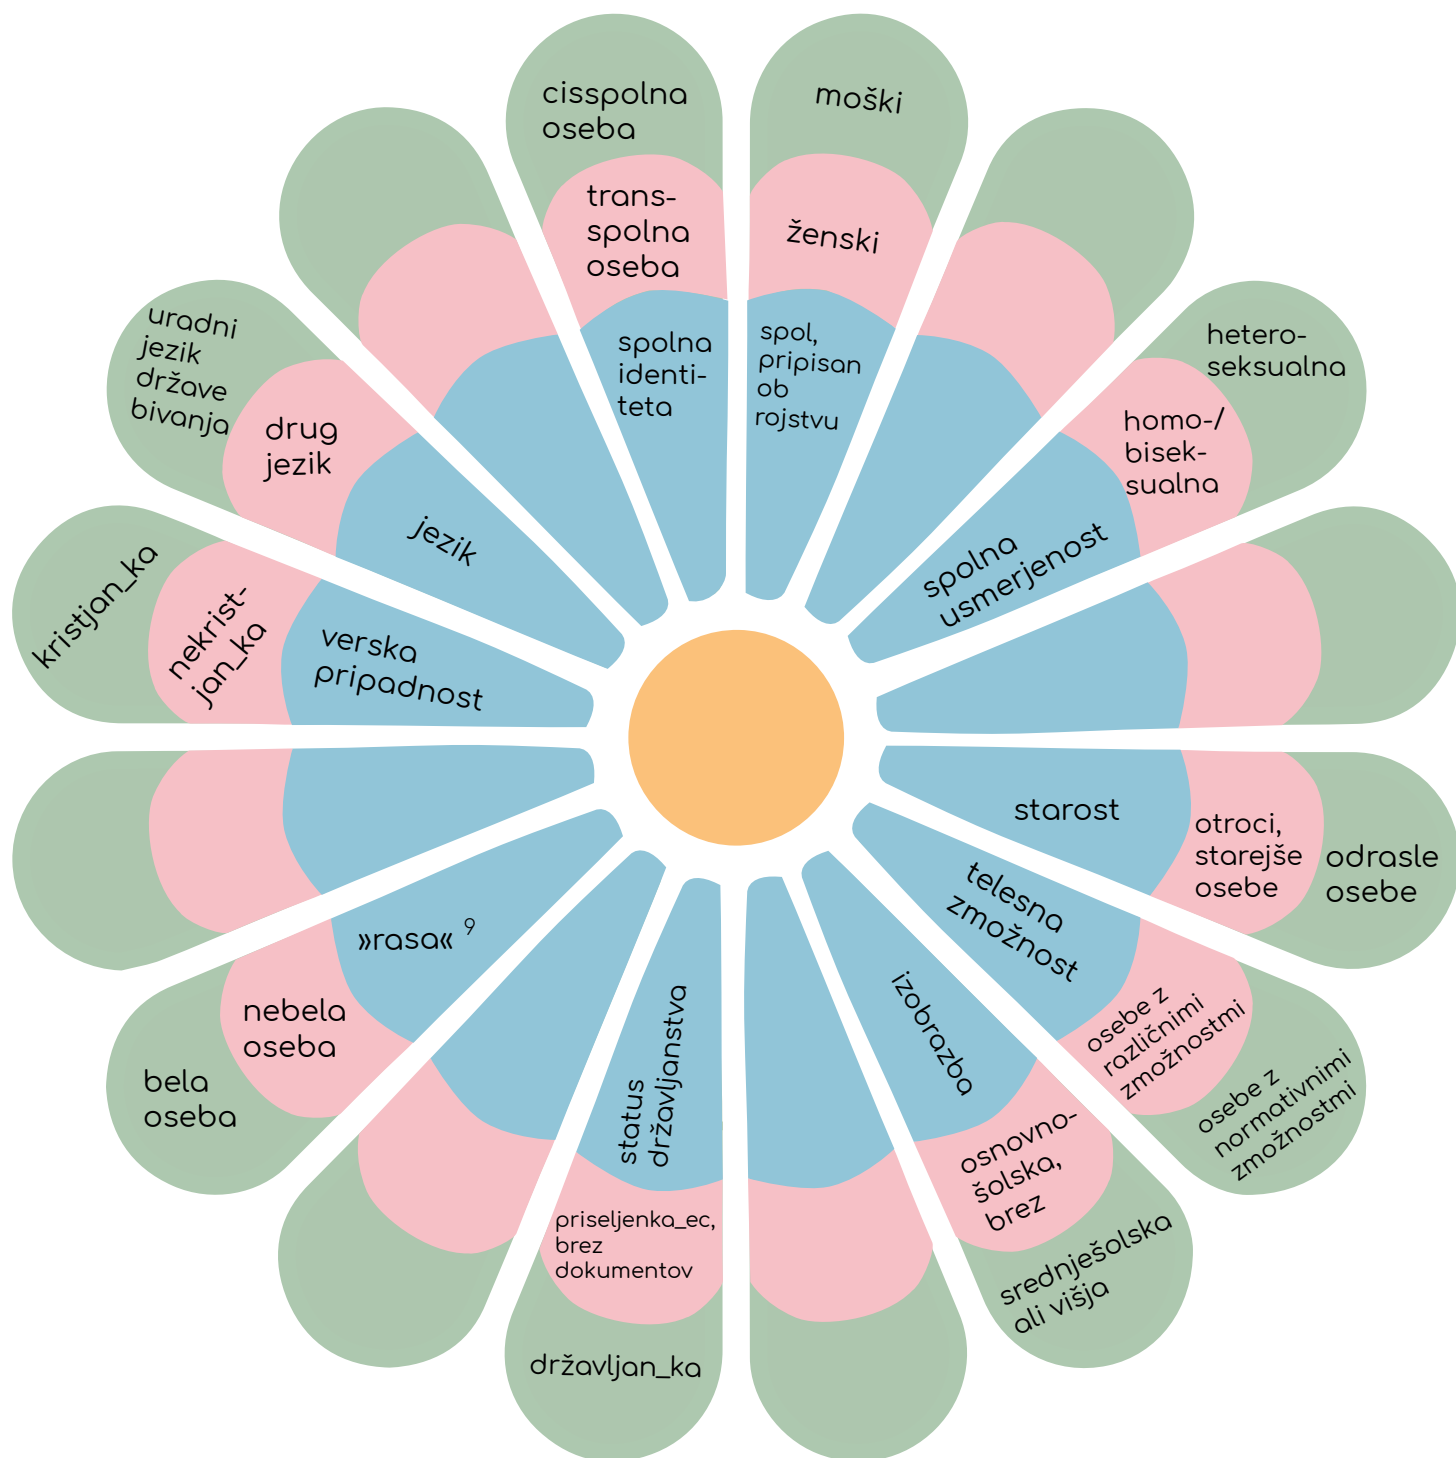 cisspolna
oseba
trans-
spolna
oseba
spolna
identi-
teta
moški
ženski
spol,
pripisan
ob
rojstvu
hetero-
seksualna
homo-/
bisek-
sualna
spolna
usmerjenost
starost
otroci,
starejše
osebe
odrasle
osebe
telesna
zmožnost
osebe z
različnimi
zmožnostmi
osebe z
normativnimi
zmožnostmi
izobrazba
osnovno-
šolska,
brez
srednješolska
ali višja
status
državljanstva
priseljenka_ec,
brez
dokumentov
državljan_ka
»rasa« 9
nebela
oseba
bela
oseba
verska
pripadnost
nekrist-
jan_ka
kristjan_ka
jezik
drug
jezik
uradni
jezik
države
bivanja